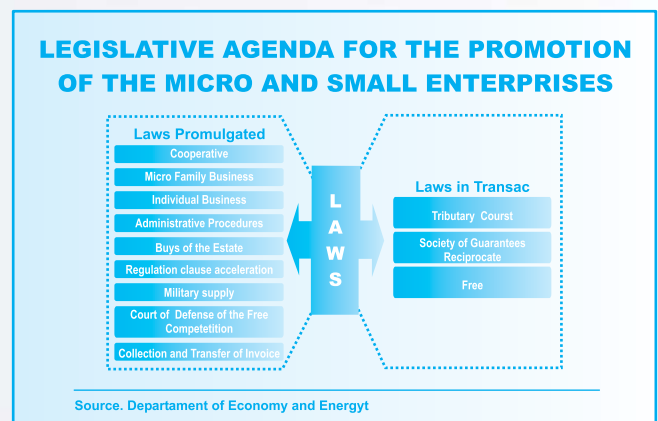 LEGISLATIVE AGENDA FOR THE PROMOTION
OF THE MICRO AND SMALL ENTERPRISES
Laws Promulgated
Cooperative
Micro Family Business
Individual Business
Administrative Procedures
Buys of the Estate
Regulation clause acceleration
Military supply
Court of Defense of the Free
Competetition
Collection and Transfer of Invoice
L
A
W
S
Laws in Transac
Tributary Courst
Society of Guarantees
Reciprocate
Free
Source. Departament of Economy and Energyt